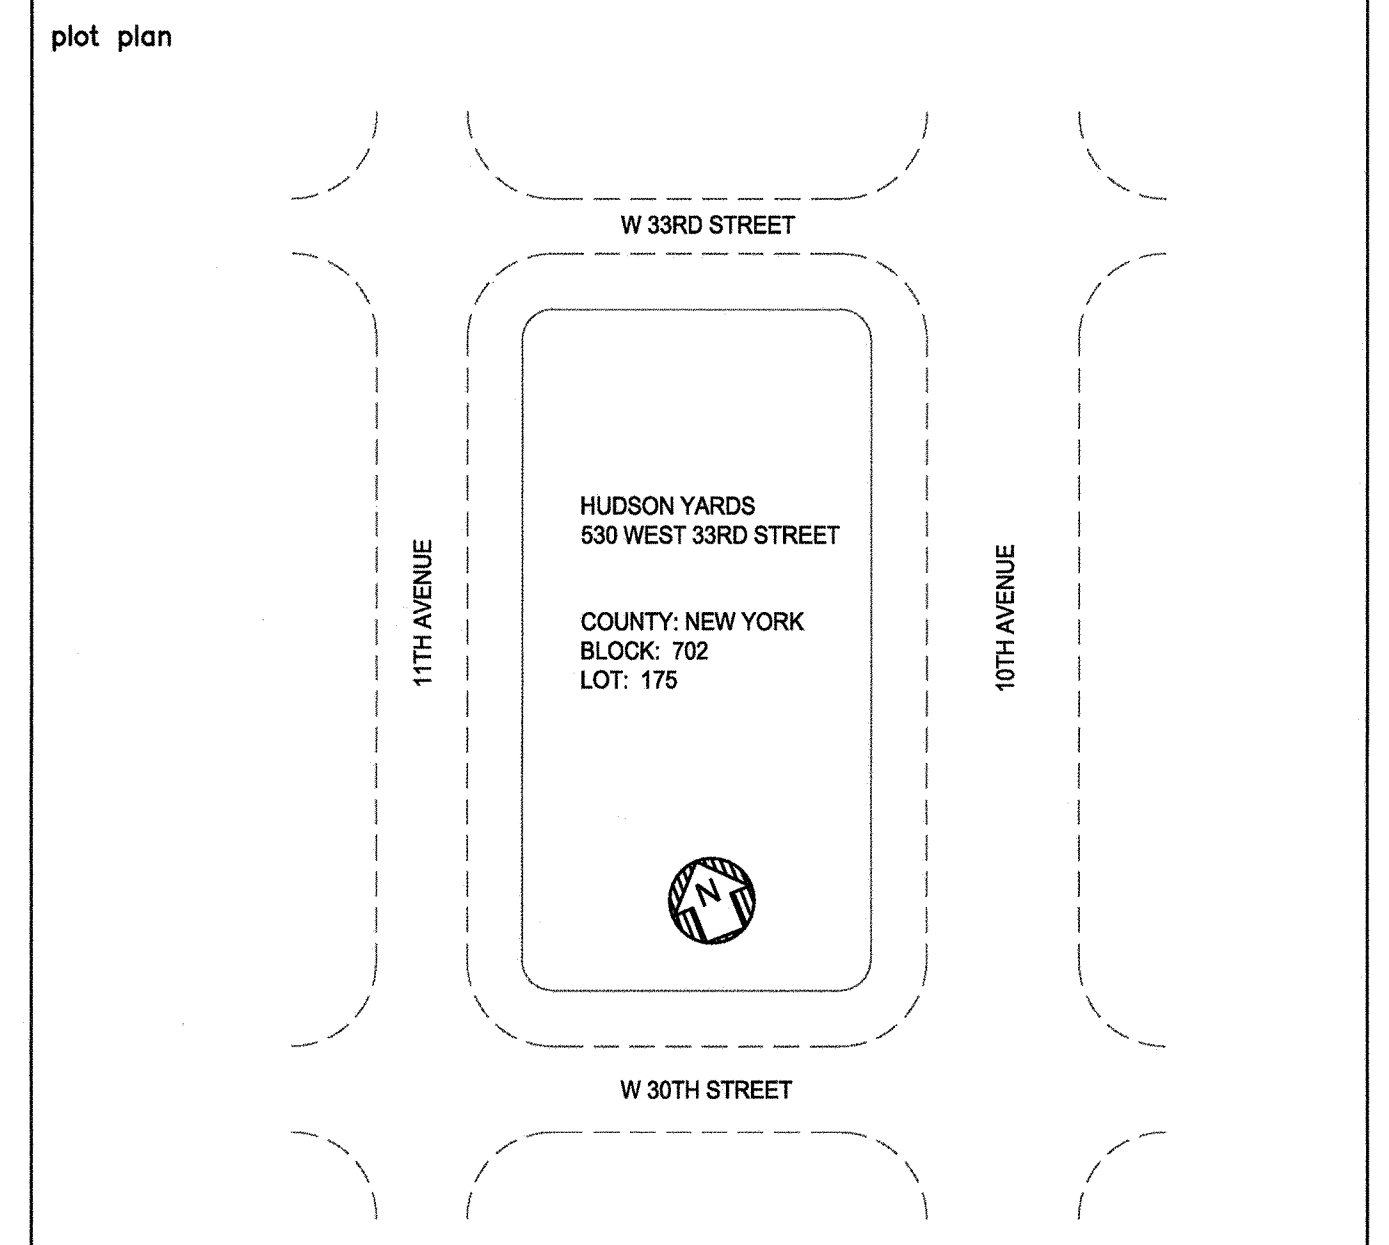 plot plan
W 33RD STREET
HUDSON YARDS
530 WEST 33RD STREET
11TH AVENUE
10TH AVENUE
COUNTY: NEW YORK
BLOCK: 702
LOT: 175
N
W 30TH STREET